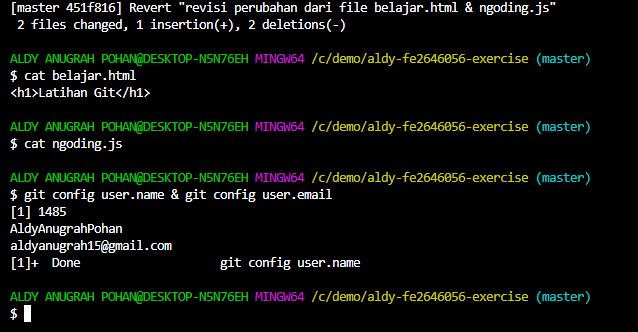 [master 451f816] Revert "revisi perubahan dari file belajar.html & ngoding.js"
 2 files changed, 1 insertion(+), 2 deletions(-)
ALDY ANUGRAH POHAN@DESKTOP-N5N76EH MINGW64 /c/demo/aldy-fe2646056-exercise (master)
$ cat belajar.html
<h1>Latihan Git</h1>
ALDY ANUGRAH POHAN@DESKTOP-N5N76EH MINGW64 /c/demo/aldy-fe2646056-exercise (master)
$ cat ngoding.js
ALDY ANUGRAH POHAN@DESKTOP-N5N76EH MINGW64 /c/demo/aldy-fe2646056-exercise (master)
$ git config user.name & git config user.email
[1] 1485
AldyAnugrahPohan
aldyanugrah15@gmail.com
[1]+  Done                    git config user.name
ALDY ANUGRAH POHAN@DESKTOP-N5N76EH MINGW64 /c/demo/aldy-fe2646056-exercise (master)
$